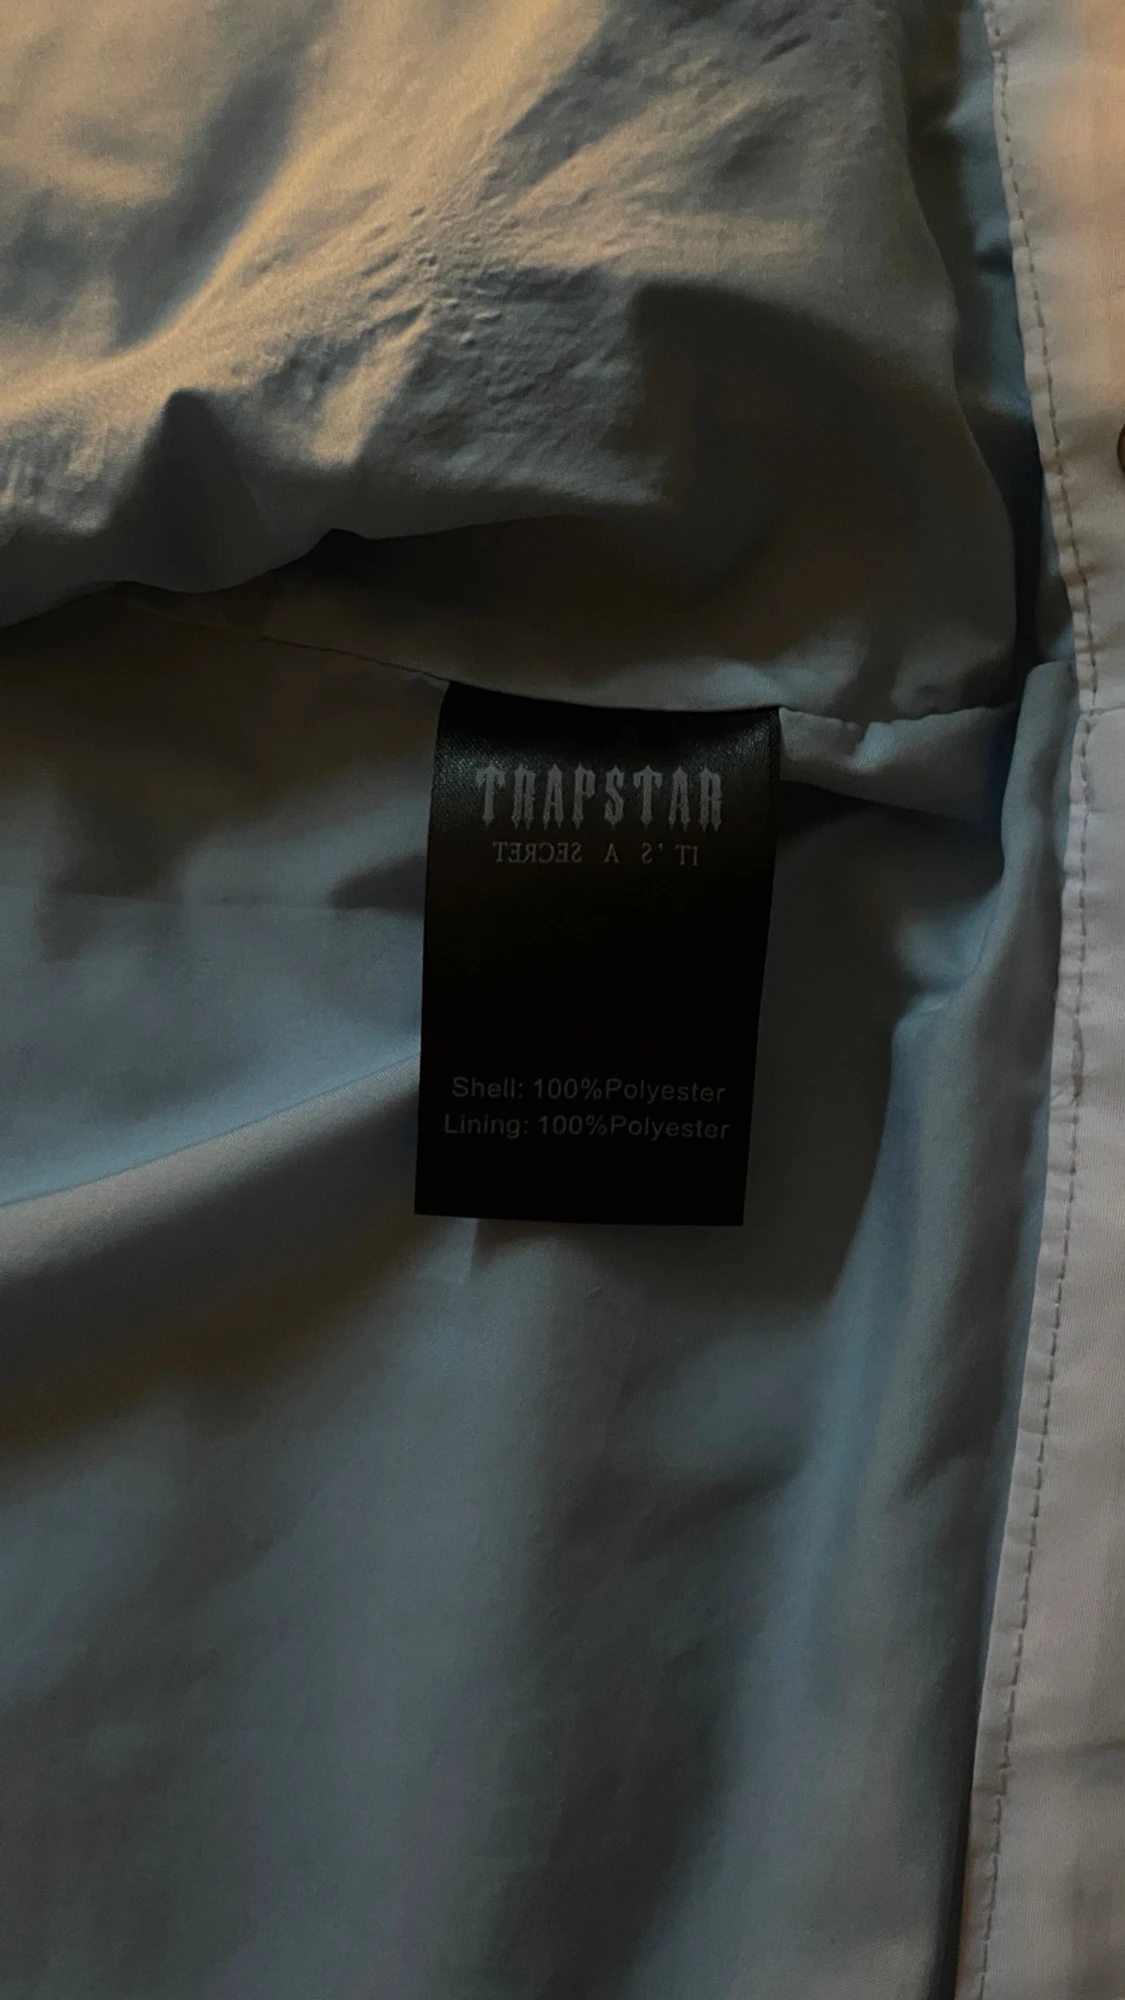 TRAPSTAR
IT'S A SECRET
Shell: 100%Polyester
Lining: 100%Polyester